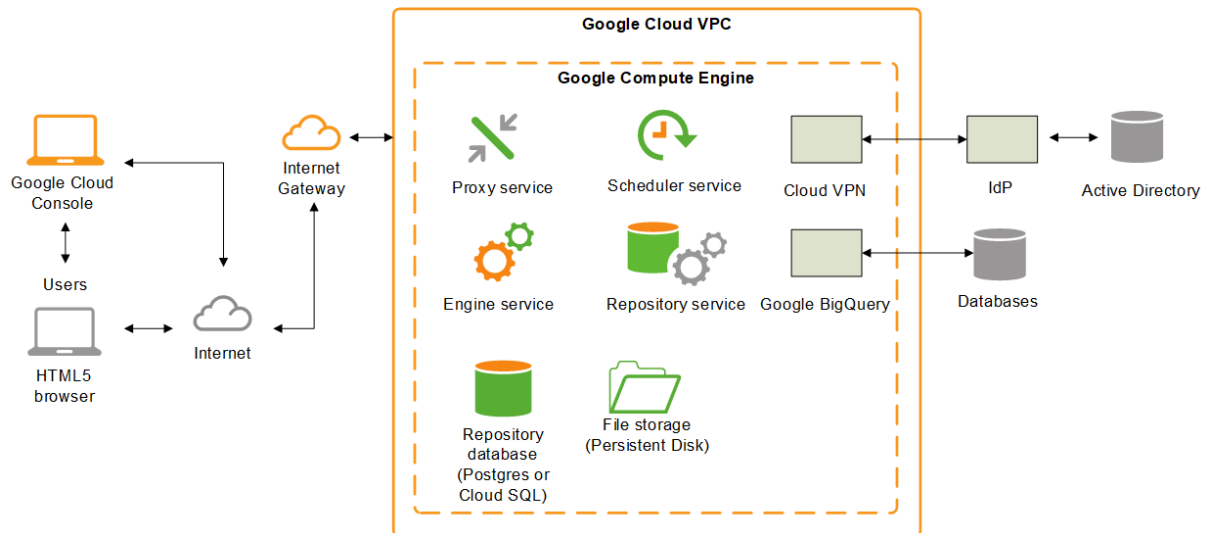 Google Cloud VPC
Google Compute Engine
Google Cloud
Console
Users
HTML5
browser
Internet
Internet
Gateway
Proxy service
Scheduler service
Cloud VPN
IdP
Active Directory
Engine service
Repository service
Google BigQuery
Databases
Repository
database
(Postgres or
Cloud SQL)
File storage
(Persistent Disk)